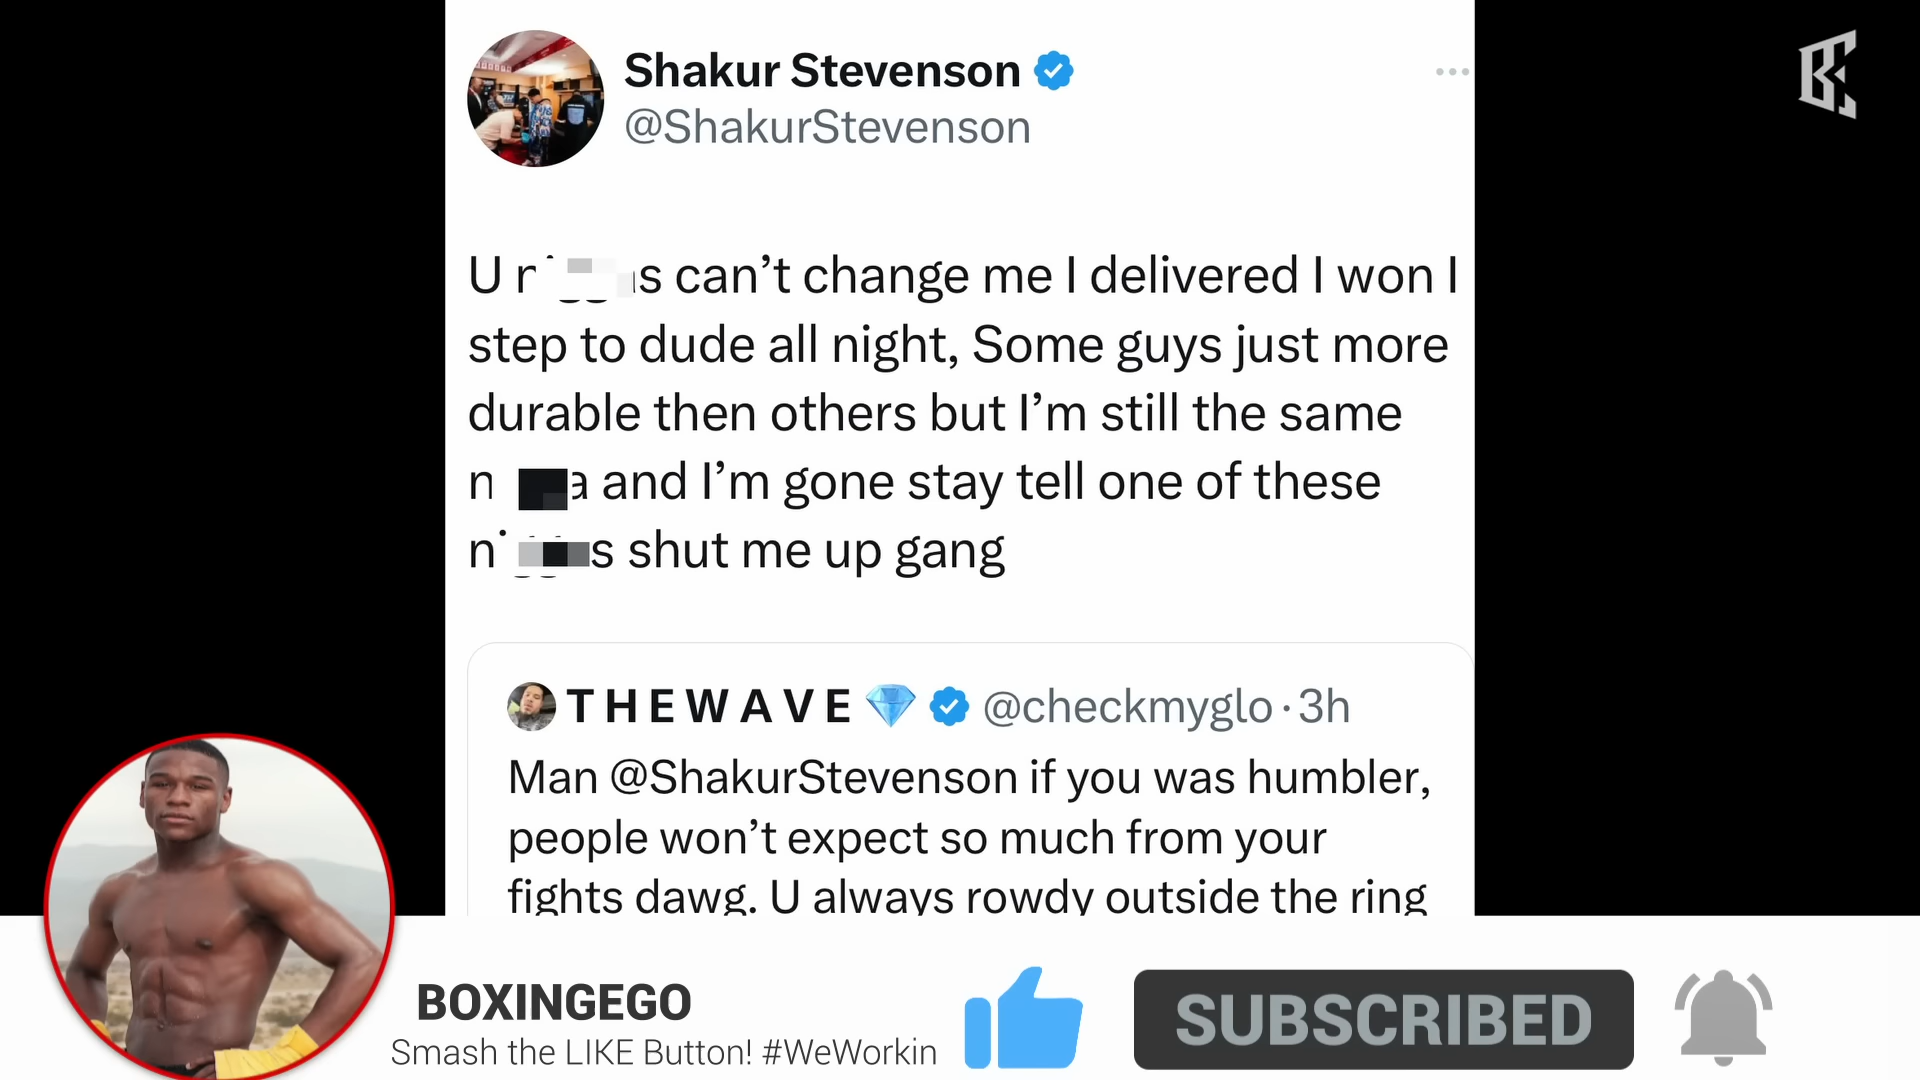 Shakur Stevenson
@ShakurStevenson
U can’t change me I delivered I won I
step to dude all night, Some guys just more
durable then others but I’m still the same
and I’m gone stay tell one of these
shut me up gang
T H E W A V E 💎 @checkmyglo · 3h
Man @ShakurStevenson if you was humbler,
people won’t expect so much from your
fights dawg. U always rowdy outside the ring
BOXINGEGO
Smash the LIKE Button! #WeWorkin
SUBSCRIBED